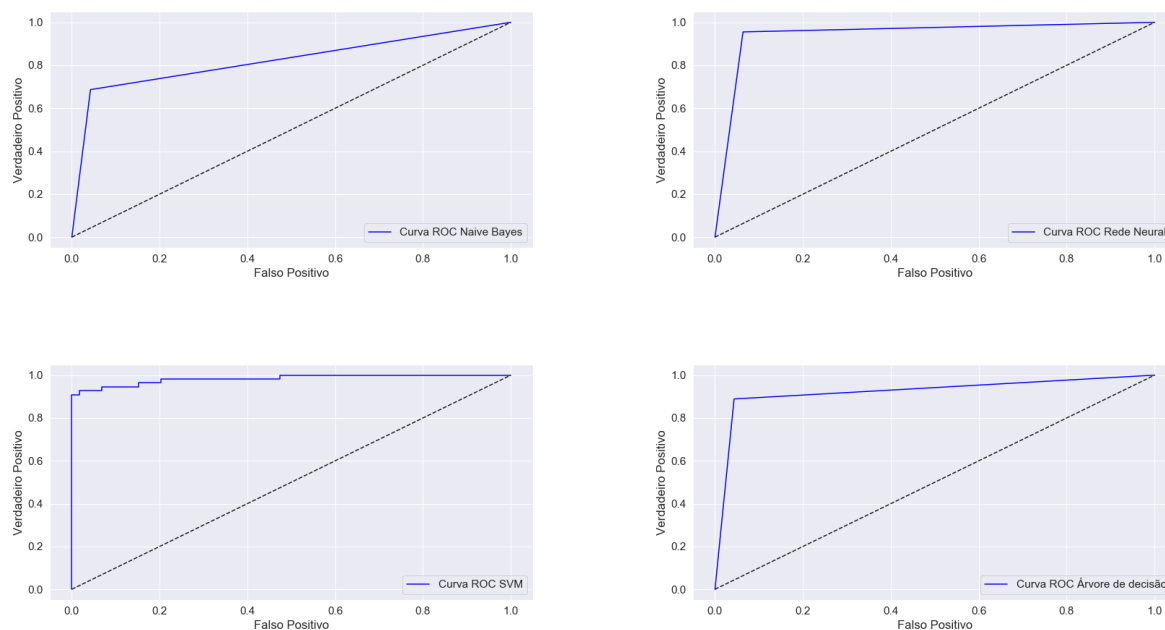 1.0
0.8
0.6
0.4
0.2
0.0
Verdadeiro Positivo
Curva ROC Naive Bayes
0.0 0.2 0.4 0.6 0.8 1.0
Falso Positivo
1.0
0.8
0.6
0.4
0.2
0.0
Verdadeiro Positivo
Curva ROC Rede Neural
0.0 0.2 0.4 0.6 0.8 1.0
Falso Positivo
1.0
0.8
0.6
0.4
0.2
0.0
Verdadeiro Positivo
Curva ROC SVM
0.0 0.2 0.4 0.6 0.8 1.0
Falso Positivo
1.0
0.8
0.6
0.4
0.2
0.0
Verdadeiro Positivo
Curva ROC Árvore de decisão
0.0 0.2 0.4 0.6 0.8 1.0
Falso Positivo